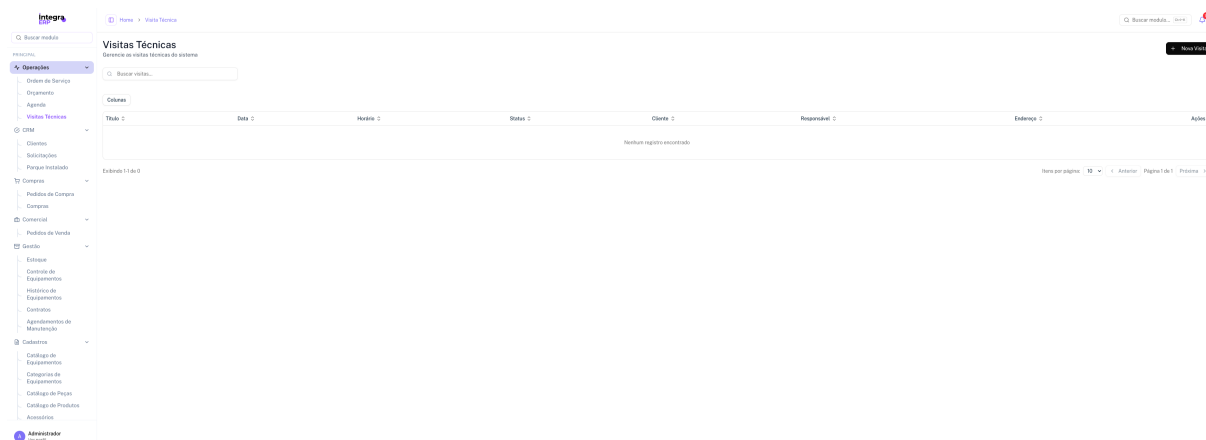 Integra
ERP
Buscar modulo
PRINCIPAL
Operações
Ordem de Serviço
Orçamento
Agenda
Visitas Técnicas
CRM
Clientes
Solicitações
Parque Instalado
Compras
Pedidos de Compra
Compras
Comercial
Pedidos de Venda
Gestão
Estoque
Controle de
Equipamentos
Histórico de
Equipamentos
Contratos
Agendamentos de
Manutenção
Cadastros
Catálogo de
Equipamentos
Categorias de
Equipamentos
Catálogo de Peças
Catálogo de Produtos
Acessórios
A Administrador
Home > Visita Técnica
Buscar modulo...
Visitas Técnicas
Gerencie as visitas técnicas do sistema
+ Nova Visita
Buscar visitas...
Colunas
Título Data Horário Status Cliente Responsável Endereço Ações
Nenhum registro encontrado
Exibindo 1-1 de 0
Itens por página: 10 < Anterior Página 1 de 1 Próxima >